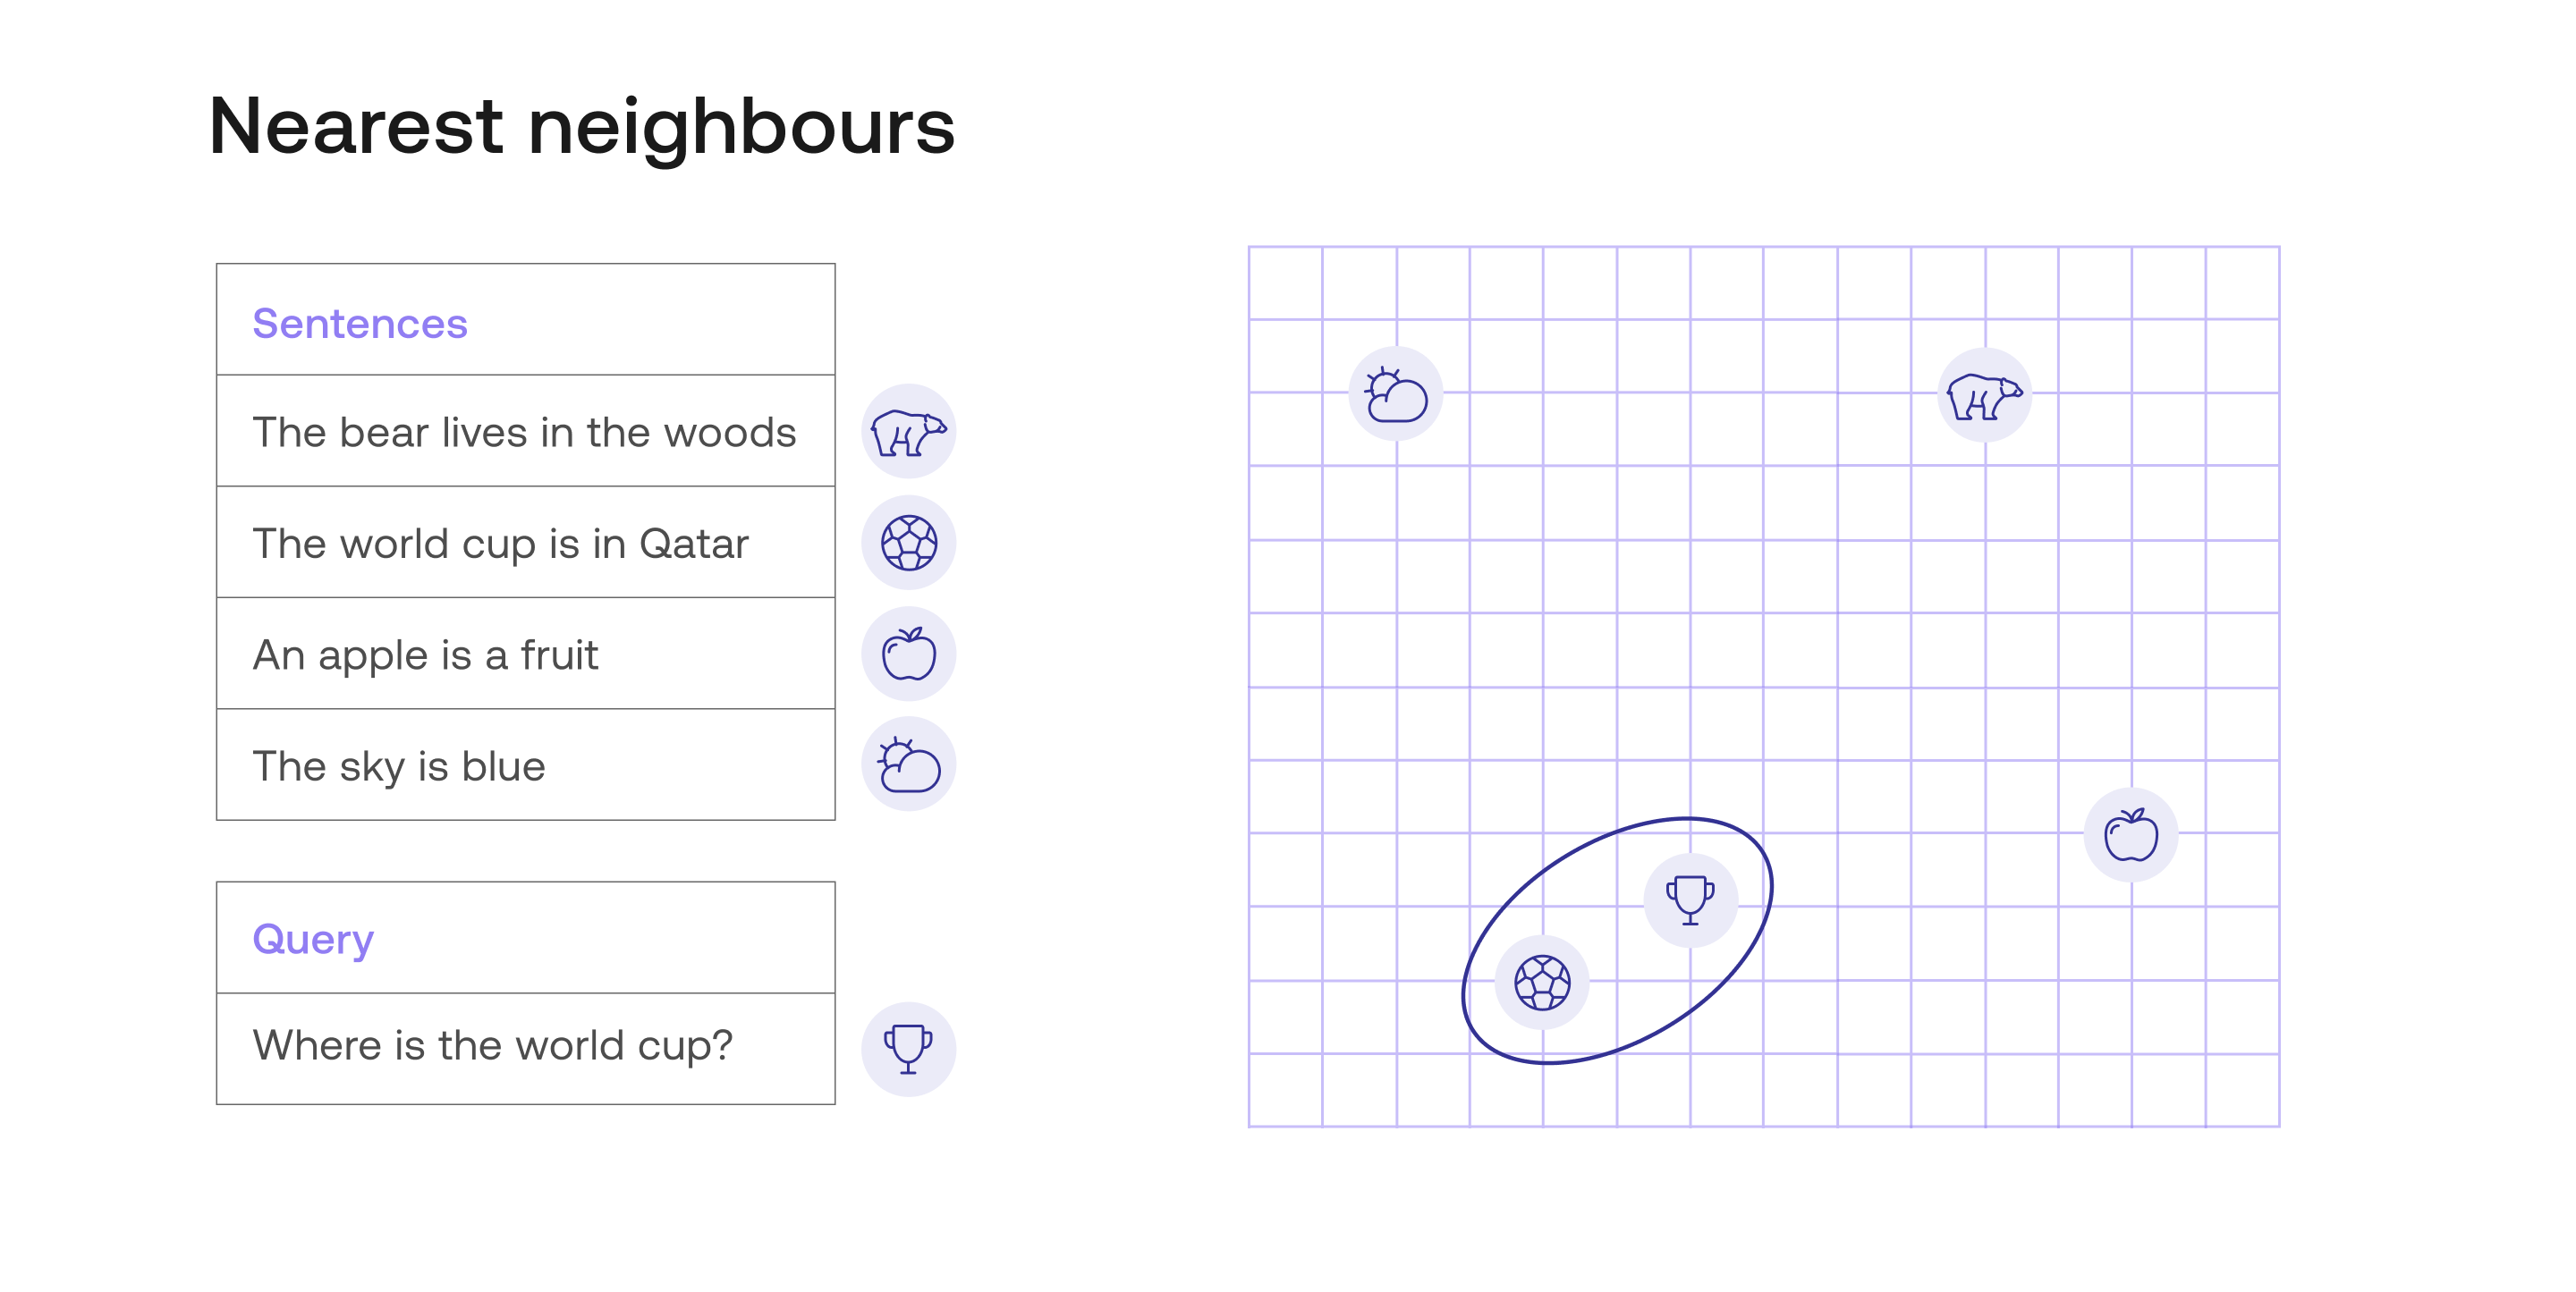 Nearest neighbours
Sentences
The bear lives in the woods
The world cup is in Qatar
An apple is a fruit
The sky is blue
Query
Where is the world cup?